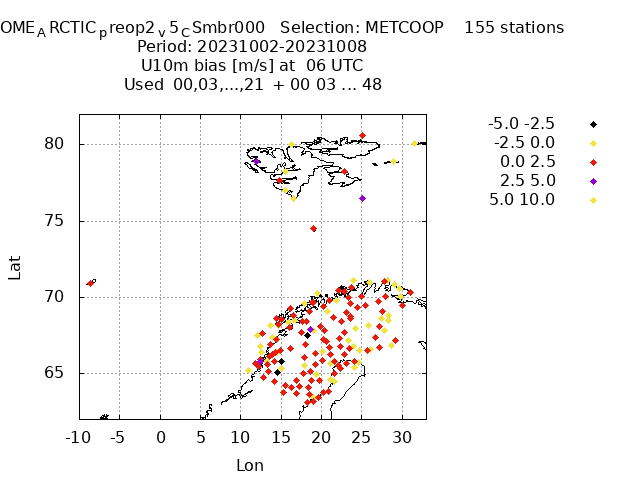 OME_ARCTIC_preop2_v5_CSmbr000 Selection: METCOOP 155 stations
Period: 20231002-20231008
U10m bias [m/s] at 06 UTC
Used 00,03,...,21 + 00 03 ... 48
-5.0 -2.5
-2.5 0.0
0.0 2.5
2.5 5.0
5.0 10.0
80
75
70
65
Lat
-10 -5 0 5 10 15 20 25 30
Lon